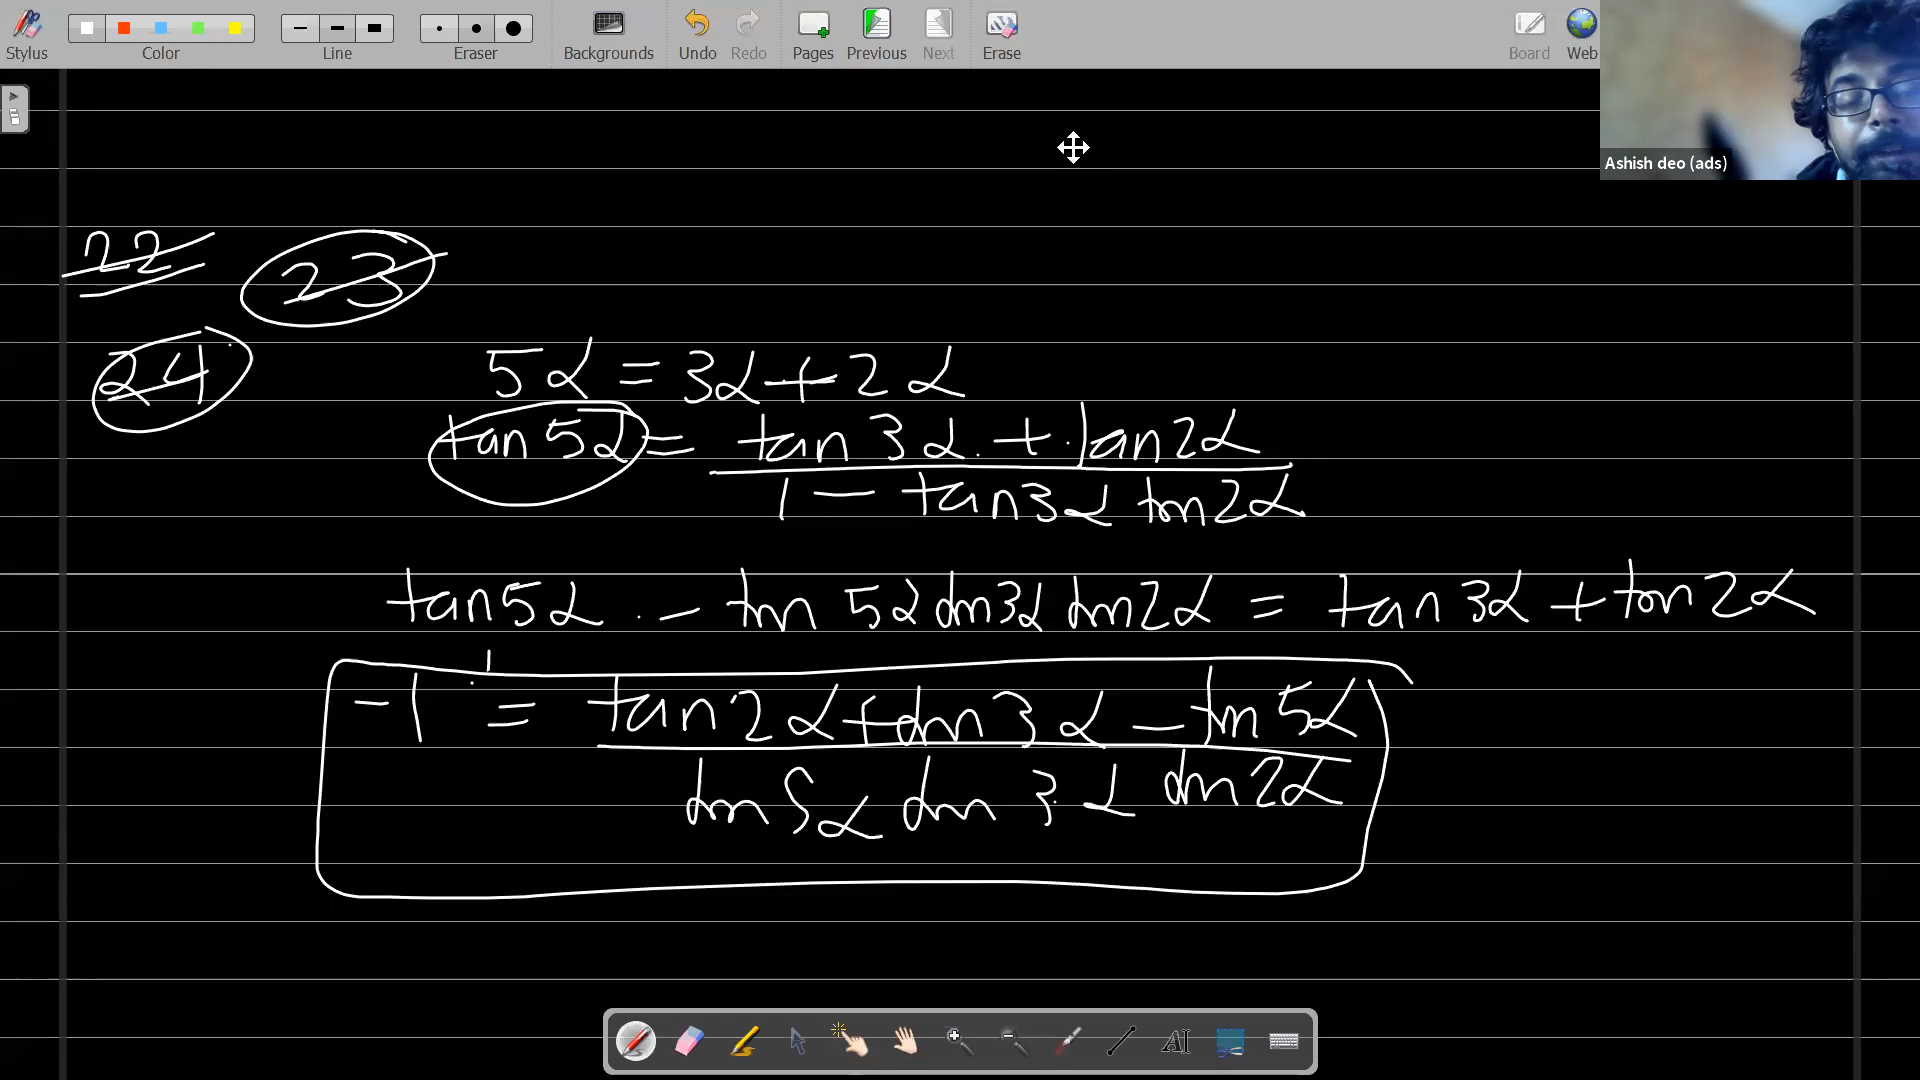 Stylus Color Line Eraser Backgrounds Undo Redo Pages Previous Next Erase Board Web
Ashish deo (ads)
22 23
24
5α = 3α + 2α
tan 5α = tan 3α + tan 2α
1 - tan 3α tan 2α
tan 5α - tan 5α tan 3α tan 2α = tan 3α + tan 2α
-1 = tan 2α + tan 3α - tan 5α
tan 5α tan 3α tan 2α